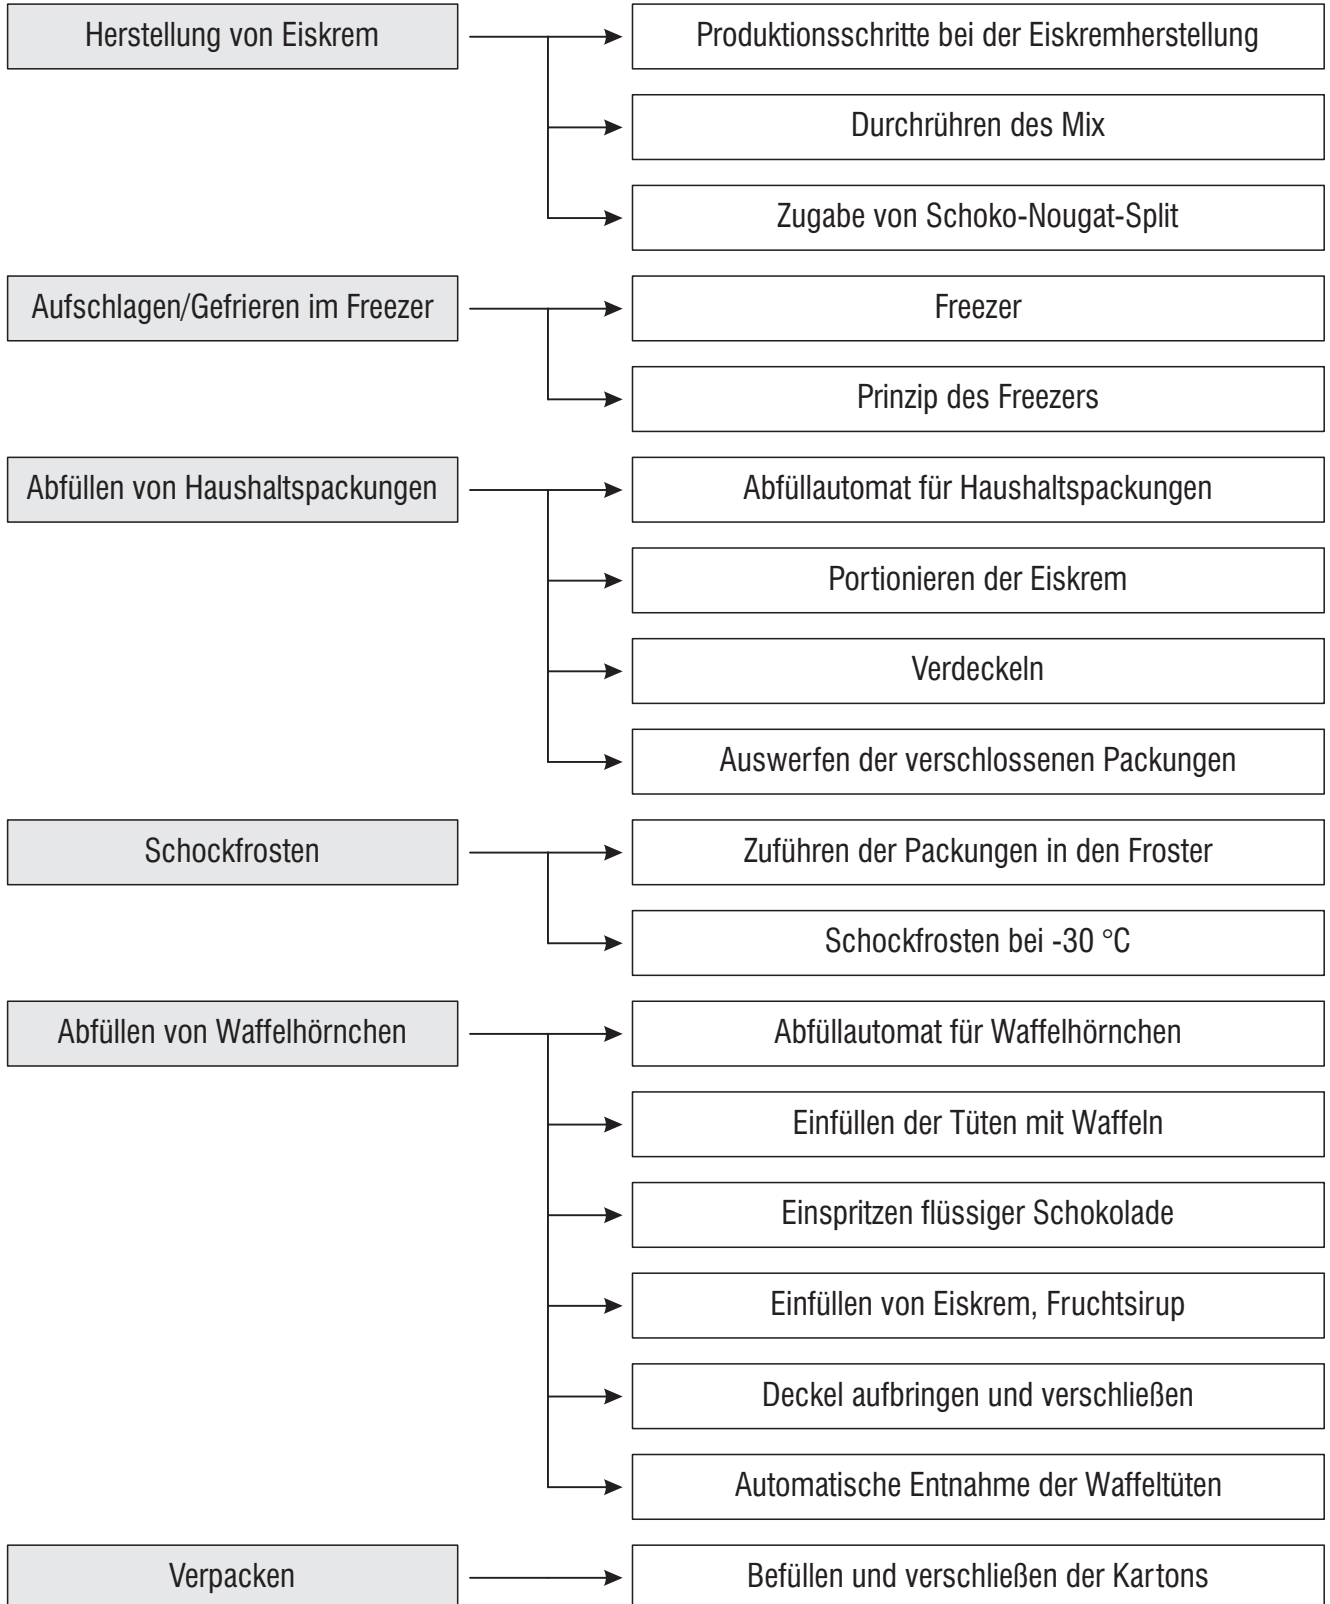 Herstellung von Eiskrem
Produktionsschritte bei der Eiskremherstellung
Durchrühren des Mix
Zugabe von Schoko-Nougat-Split
Aufschlagen/Gefrieren im Freezer
Freezer
Prinzip des Freezers
Abfüllen von Haushaltspackungen
Abfüllautomat für Haushaltspackungen
Portionieren der Eiskrem
Verdeckeln
Auswerfen der verschlossenen Packungen
Schockfrosten
Zuführen der Packungen in den Froster
Schockfrosten bei -30 °C
Abfüllen von Waffelhörnchen
Abfüllautomat für Waffelhörnchen
Einfüllen der Tüten mit Waffeln
Einspritzen flüssiger Schokolade
Einfüllen von Eiskrem, Fruchtsirup
Deckel aufbringen und verschließen
Automatische Entnahme der Waffeltüten
Verpacken
Befüllen und verschließen der Kartons